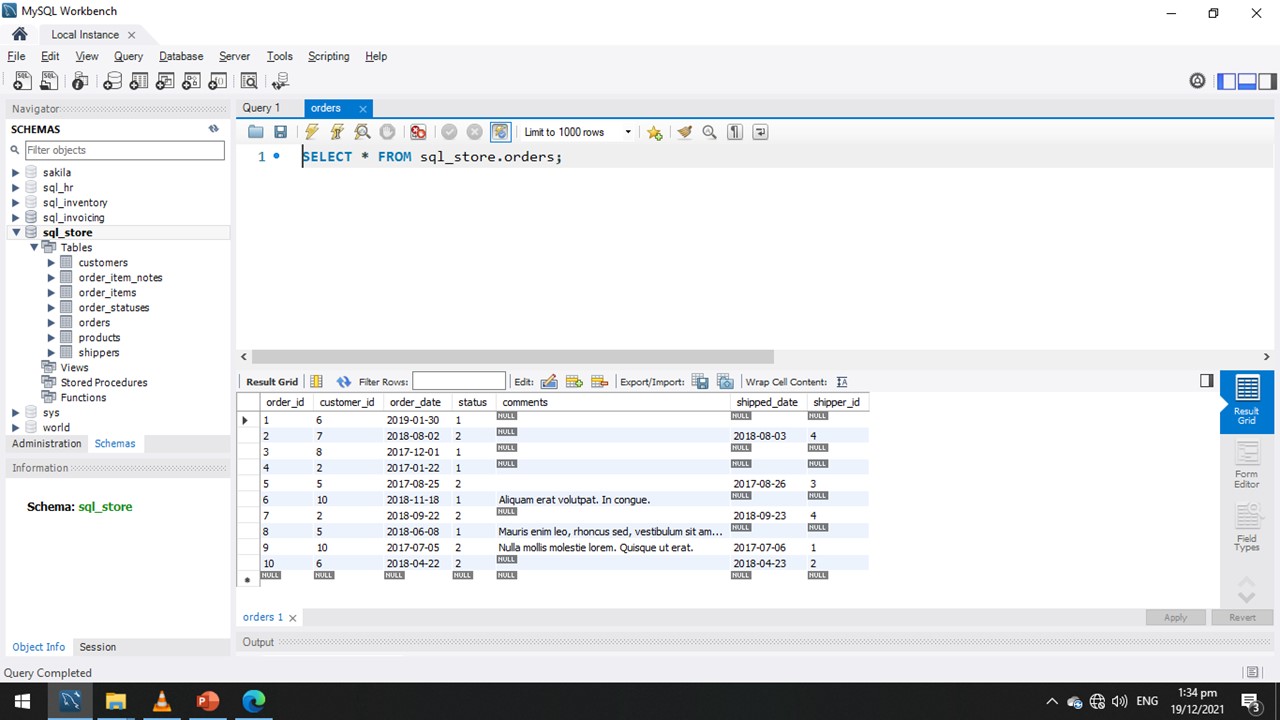 MySQL Workbench
Local Instance
File Edit View Query Database Server Tools Scripting Help
Navigator
SCHEMAS
Filter objects
sakila
sql_hr
sql_inventory
sql_invoicing
sql_store
Tables
customers
order_item_notes
order_items
order_statuses
orders
products
shippers
Views
Stored Procedures
Functions
sys
world
Administration Schemas
Information
Schema: sql_store
Object Info Session
Query 1 orders
Limit to 1000 rows
1 SELECT * FROM sql_store.orders;
Result Grid Filter Rows: Edit: Export/Import: Wrap Cell Content:
order_id customer_id order_date status comments shipped_date shipper_id
1 6 2019-01-30 1 NULL NULL NULL
2 7 2018-08-02 2 NULL 2018-08-03 4
3 8 2017-12-01 1 NULL NULL NULL
4 2 2017-01-22 1 NULL NULL NULL
5 5 2017-08-25 2 2017-08-26 3
6 10 2018-11-18 1 Aliquam erat volutpat. In congue. NULL NULL
7 2 2018-09-22 2 NULL 2018-09-23 4
8 5 2018-06-08 1 Mauris enim leo, rhoncus sed, vestibulum sit am... NULL NULL
9 10 2017-07-05 2 Nulla mollis molestie lorem. Quisque ut erat. 2017-07-06 1
10 6 2018-04-22 2 NULL 2018-04-23 2
NULL NULL NULL NULL NULL NULL NULL
Result
Grid
Form
Editor
Field
Types
orders 1
Apply Revert
Output
Query Completed
ENG
1:34 pm
19/12/2021
3